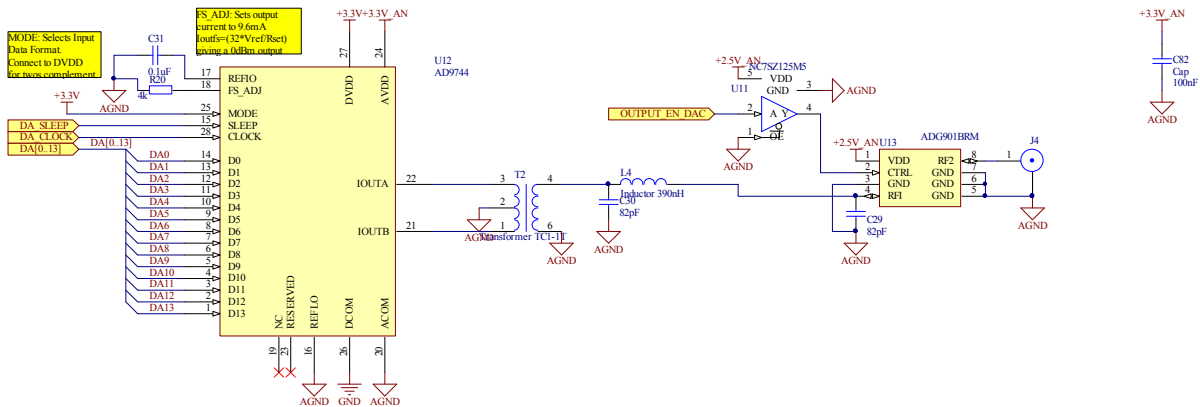 MODE: Selects Input
Data Format.
Connect to DVDD
for twos complement
FS_ADJ: Sets output
current to 9.6mA
Ioutfs=(32*Vref/Rset)
giving a 0dBm output
+3.3V
+3.3V_AN
C31
0.1uF
R20
4k
AGND
+3.3V
DA_SLEEP
DA_CLOCK
DA[0..13]
DA[0..13]
27
24
DVDD
AVDD
U12
AD9744
17
REFIO
18
FS_ADJ
25
MODE
15
SLEEP
28
CLOCK
DA0
14
D0
DA1
13
D1
DA2
12
D2
DA3
11
D3
DA4
10
D4
DA5
9
D5
DA6
8
D6
DA7
7
D7
DA8
6
D8
DA9
5
D9
DA10
4
D10
DA11
3
D11
DA12
2
D12
DA13
1
D13
IOUTA
22
IOUTB
21
NC
RESERVED
REFLO
DCOM
ACOM
19
23
16
26
20
AGND
GND
AGND
T2
3
2
1
4
6
AGND
Transformer TC1-1T
AGND
C30
82pF
AGND
L4
Inductor 390nH
+2.5V_AN
NC7SZ125M5
5
VDD
GND
3
AGND
U11
OUTPUT_EN_DAC
2
A
Y
4
1
OE
AGND
+2.5V_AN
U13
ADG901BRM
1
VDD
2
CTRL
3
GND
4
RFI
RF2
8
GND
7
GND
6
GND
5
C29
82pF
AGND
1
J4
AGND
+3.3V_AN
C82
Cap
100nF
AGND